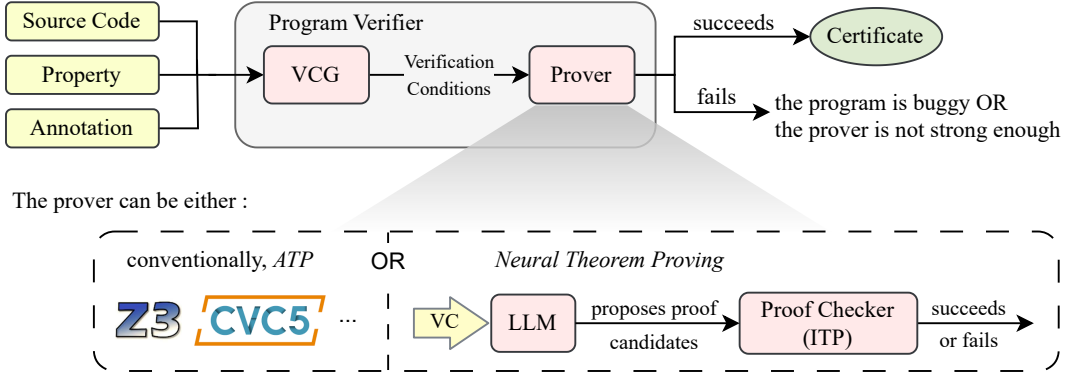 Source Code
Property
Annotation
Program Verifier
VCG
Verification
Conditions
Prover
succeeds
Certificate
fails
the program is buggy OR
the prover is not strong enough
The prover can be either :
conventionally, ATP
OR
Neural Theorem Proving
Z3
CVC5
...
VC
LLM
proposes proof
candidates
Proof Checker
(ITP)
succeeds
or fails